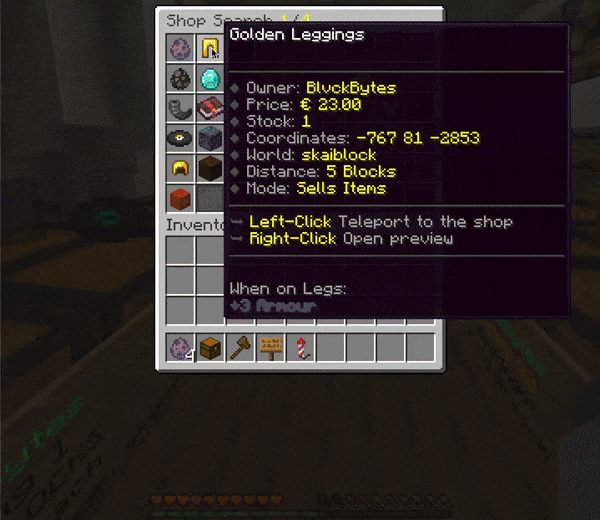 Shop Search 1/1
Golden Leggings
◆ Owner: BlvckBytes
◆ Price: € 23.00
◆ Stock: 1
◆ Coordinates: -767 81 -2853
◆ World: skaiblock
◆ Distance: 5 Blocks
◆ Mode: Sells Items
Left-Click Teleport to the shop
Right-Click Open preview
Invento
When on Legs:
+3 Armour